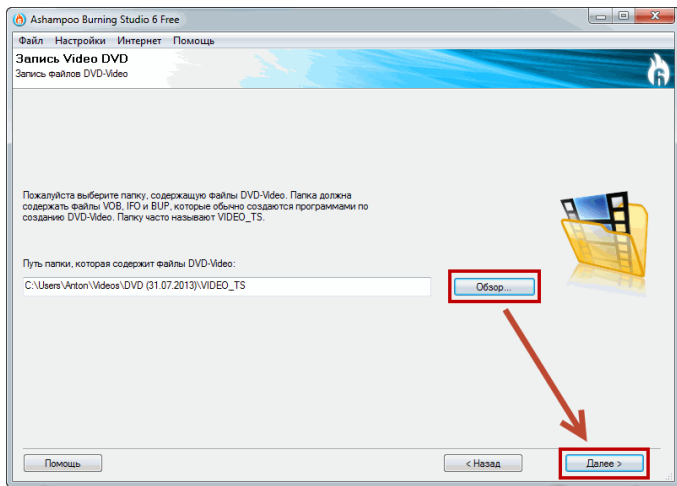 Ashampoo Burning Studio 6 Free
Файл Настройки Интернет Помощь
Запись Video DVD
Запись файлов DVD-Video
6
Пожалуйста выберите папку, содержащую файлы DVD-Video. Папка должна
содержать файлы VOB, IFO и BUP, которые обычно создаются программами по
созданию DVD-Video. Папку часто называют VIDEO_TS.
Путь папки, которая содержит файлы DVD-Video:
C:\Users\Anton\Videos\DVD (31.07.2013)\VIDEO_TS
Обзор...
Помощь
< Назад
Далее >